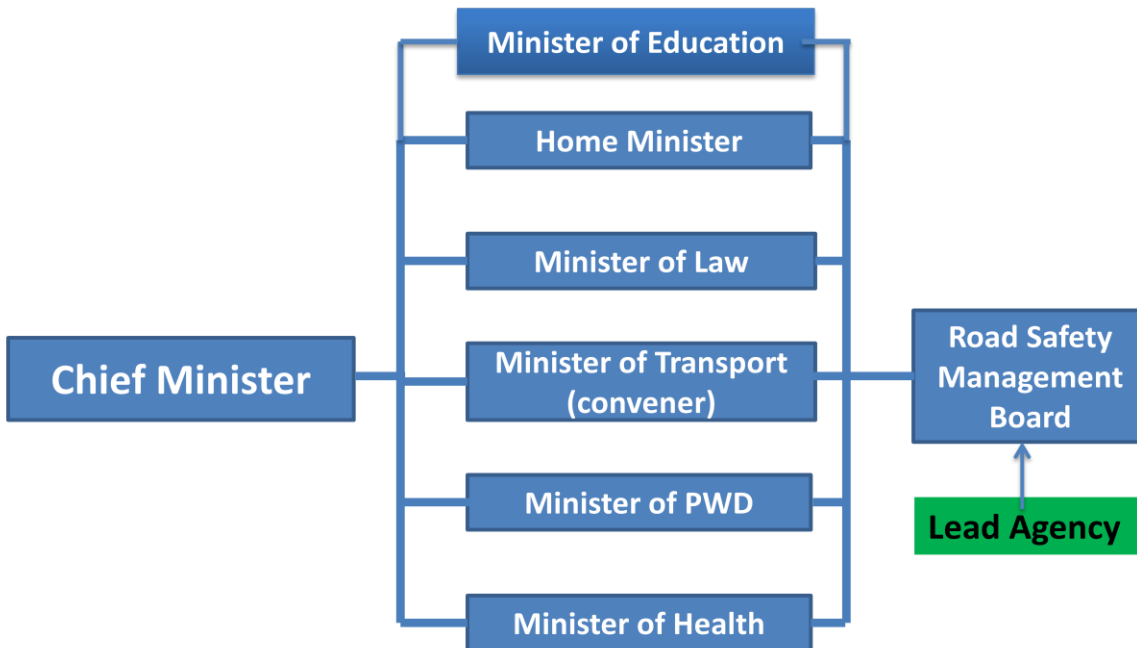 Minister of Education
Home Minister
Minister of Law
Chief Minister
Minister of Transport
(convener)
Road Safety
Management
Board
Minister of PWD
Lead Agency
Minister of Health